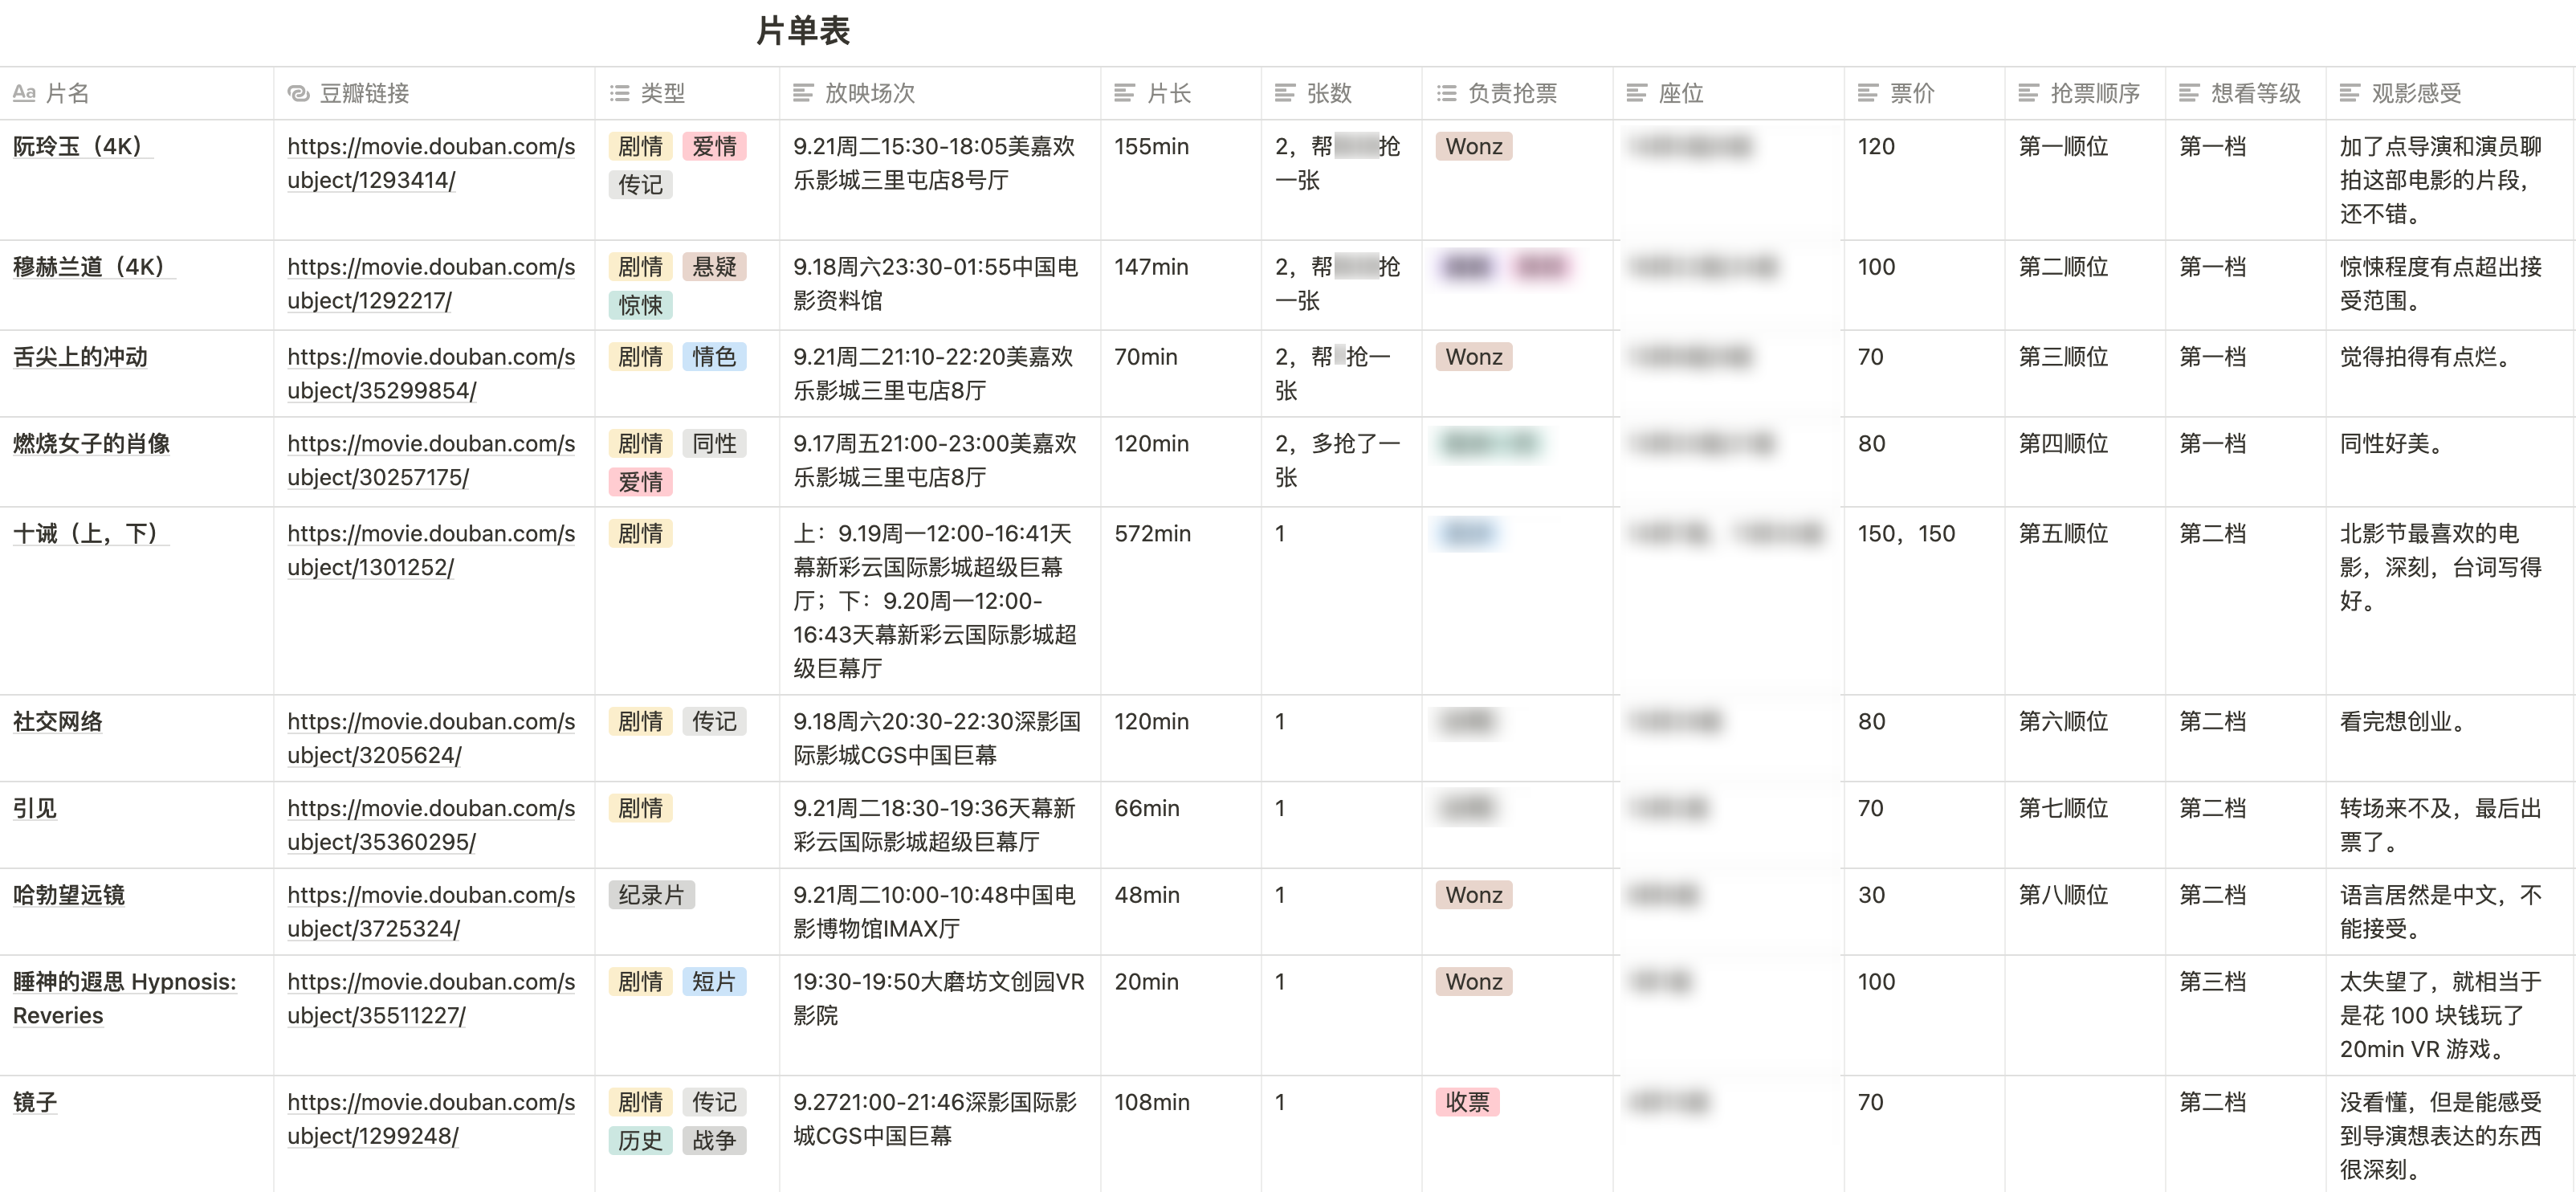 片单表
片名 豆瓣链接 类型 放映场次 片长 张数 负责抢票 座位 票价 抢票顺序 想看等级 观影感受
阮玲玉（4K） https://movie.douban.com/s 剧情 爱情 9.21周二15:30-18:05美嘉欢 155min 2，帮 抢 Wonz 120 第一顺位 第一档 加了点导演和演员聊
ubject/1293414/ 传记 乐影城三里屯店8号厅 一张 拍这部电影的片段，
还不错。
穆赫兰道（4K） https://movie.douban.com/s 剧情 悬疑 9.18周六23:30-01:55中国电 147min 2，帮 抢 100 第二顺位 第一档 惊悚程度有点超出接
ubject/1292217/ 惊悚 影资料馆 一张 受范围。
舌尖上的冲动 https://movie.douban.com/s 剧情 情色 9.21周二21:10-22:20美嘉欢 70min 2，帮 抢一 Wonz 70 第三顺位 第一档 觉得拍得有点烂。
ubject/35299854/ 乐影城三里屯店8厅 张
燃烧女子的肖像 https://movie.douban.com/s 剧情 同性 9.17周五21:00-23:00美嘉欢 120min 2，多抢了一 80 第四顺位 第一档 同性好美。
ubject/30257175/ 爱情 乐影城三里屯店8厅 张
十诫（上，下） https://movie.douban.com/s 剧情 上：9.19周一12:00-16:41天 572min 1 150，150 第五顺位 第二档 北影节最喜欢的电
ubject/1301252/ 幕新彩云国际影城超级巨幕 影，深刻，台词写得
厅；下：9.20周一12:00- 好。
16:43天幕新彩云国际影城超
级巨幕厅
社交网络 https://movie.douban.com/s 剧情 传记 9.18周六20:30-22:30深影国 120min 1 80 第六顺位 第二档 看完想创业。
ubject/3205624/ 际影城CGS中国巨幕
引见 https://movie.douban.com/s 剧情 9.21周二18:30-19:36天幕新 66min 1 70 第七顺位 第二档 转场来不及，最后出
ubject/35360295/ 彩云国际影城超级巨幕厅 票了。
哈勃望远镜 https://movie.douban.com/s 纪录片 9.21周二10:00-10:48中国电 48min 1 Wonz 30 第八顺位 第二档 语言居然是中文，不
ubject/3725324/ 影博物馆IMAX厅 能接受。
睡神的遐思 Hypnosis: https://movie.douban.com/s 剧情 短片 19:30-19:50大磨坊文创园VR 20min 1 Wonz 100 第三档 太失望了，就相当于
Reveries ubject/35511227/ 影院 是花 100 块钱玩了
20min VR 游戏。
镜子 https://movie.douban.com/s 剧情 传记 9.2721:00-21:46深影国际影 108min 1 收票 70 第二档 没看懂，但是能感受
ubject/1299248/ 历史 战争 城CGS中国巨幕 到导演想表达的东西
很深刻。